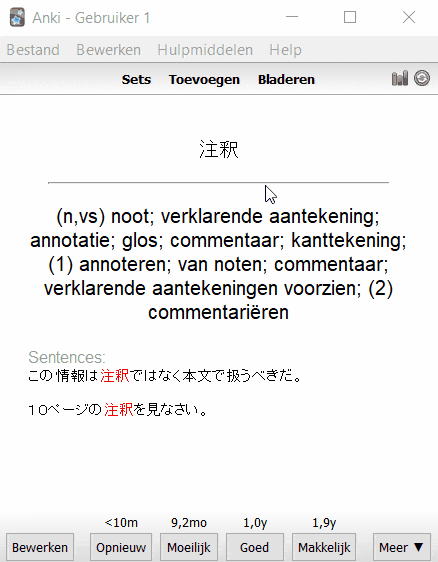 Anki - Gebruiker 1
Bestand Bewerken Hulpmiddelen Help
Sets Toevoegen Bladeren
注釈
(n,vs) noot; verklarende aantekening;
annotatie; glos; commentaar; kanttekening;
(1) annoteren; van noten; commentaar;
verklarende aantekeningen voorzien; (2)
commentariëren
Sentences:
この情報は注釈ではなく本文で扱うべきだ。
10ページの注釈を見なさい。
<10m 9,2mo 1,0y 1,9y
Bewerken Opnieuw Moeilijk Goed Makkelijk Meer ▼